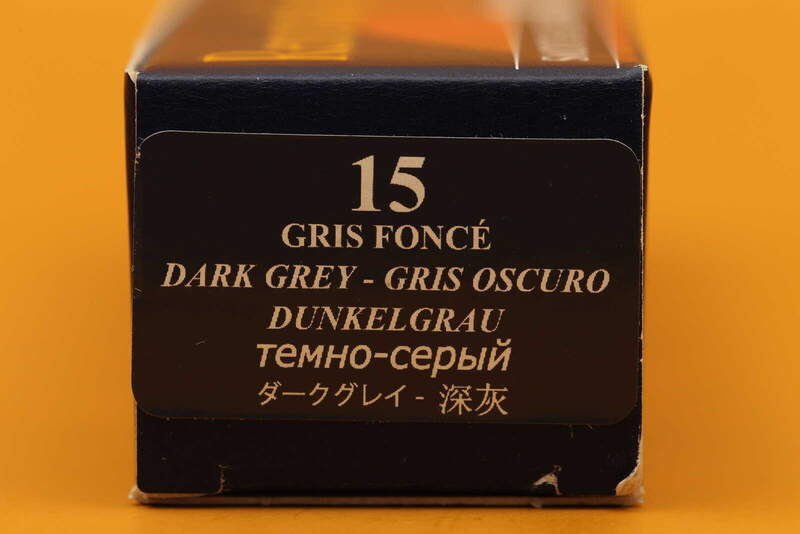 15
GRIS FONCÉ
DARK GREY - GRIS OSCURO
DUNKELGRAU
темно-серый
ダークグレイ - 深灰